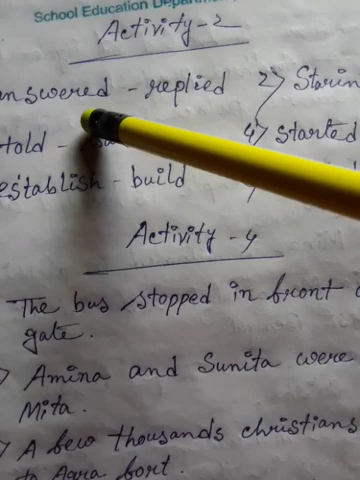 School Education Department
Activity-2
answered - replied 2) Starin
told - 4) started
establish - build
Activity-4
The bus stopped in front
gate.
Amina and Sunita were
Mita.
A few thousands christians
to Agra fort.